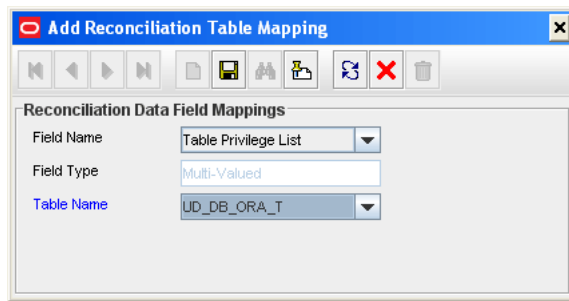 Add Reconciliation Table Mapping
Reconciliation Data Field Mappings
Field Name Table Privilege List
Field Type Multi-Valued
Table Name UD_DB_ORA_T